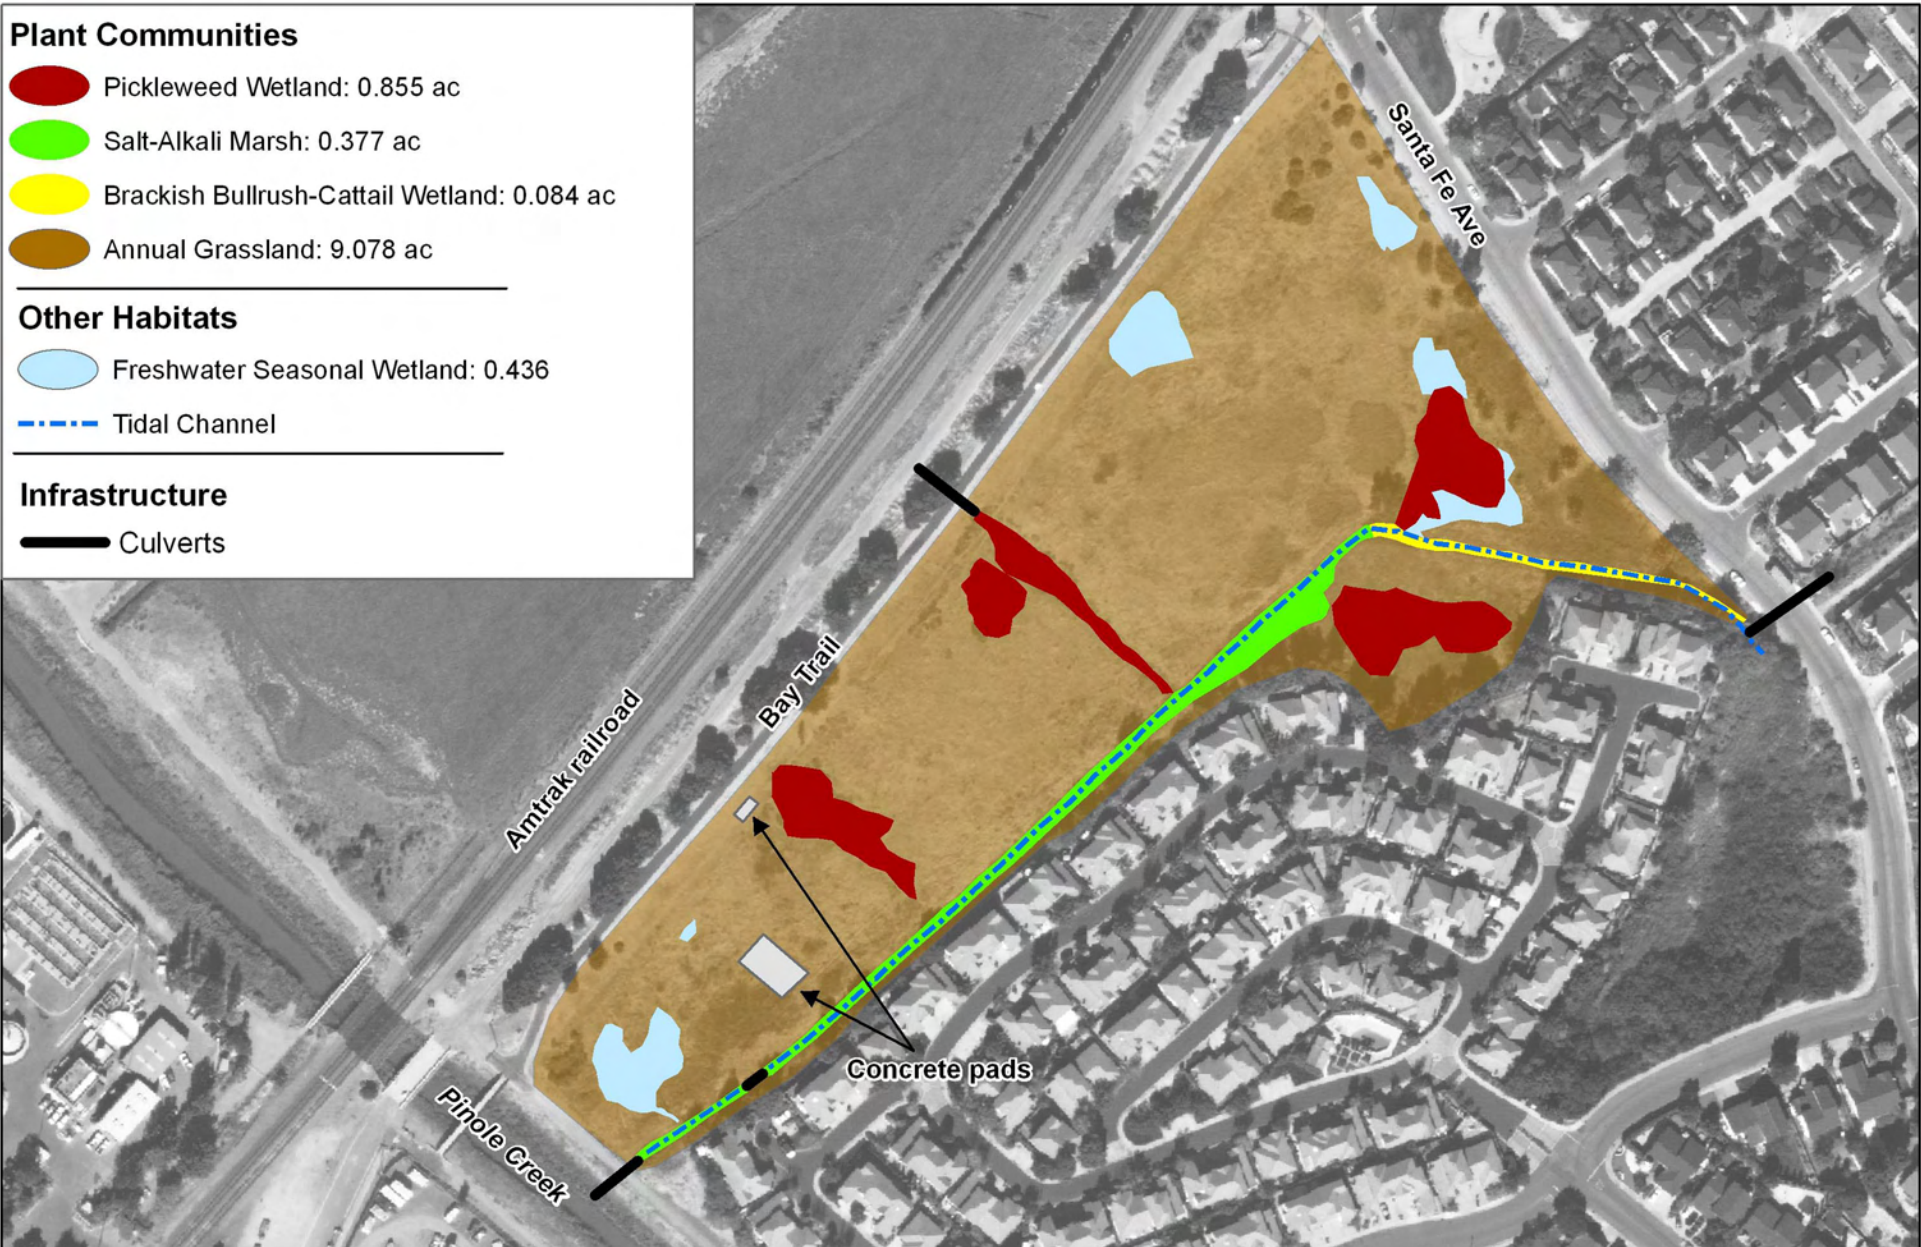 Plant Communities
Pickleweed Wetland: 0.855 ac
Salt-Alkali Marsh: 0.377 ac
Brackish Bullrush-Cattail Wetland: 0.084 ac
Annual Grassland: 9.078 ac
Other Habitats
Freshwater Seasonal Wetland: 0.436
Tidal Channel
Infrastructure
Culverts
Santa Fe Ave
Bay Trail
Amtrak railroad
Concrete pads
Pinole Creek